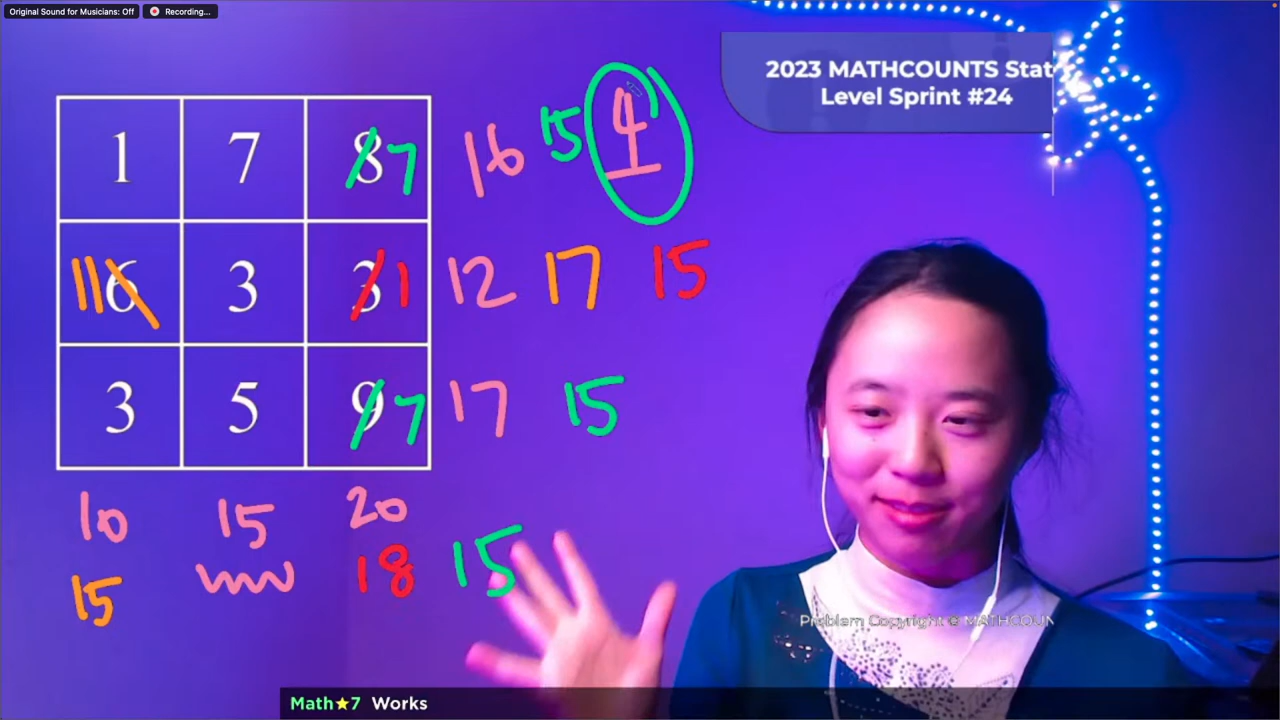 Original Sound for Musicians: Off Recording...
2023 MATHCOUNTS Stat
Level Sprint #24
1 7 8 7 16 15 4
11 6 3 3 1 12 17 15
3 5 9 7 17 15
10 15 20
15 18 15
Problem Copyright © MATHCOUN
Math★7 Works